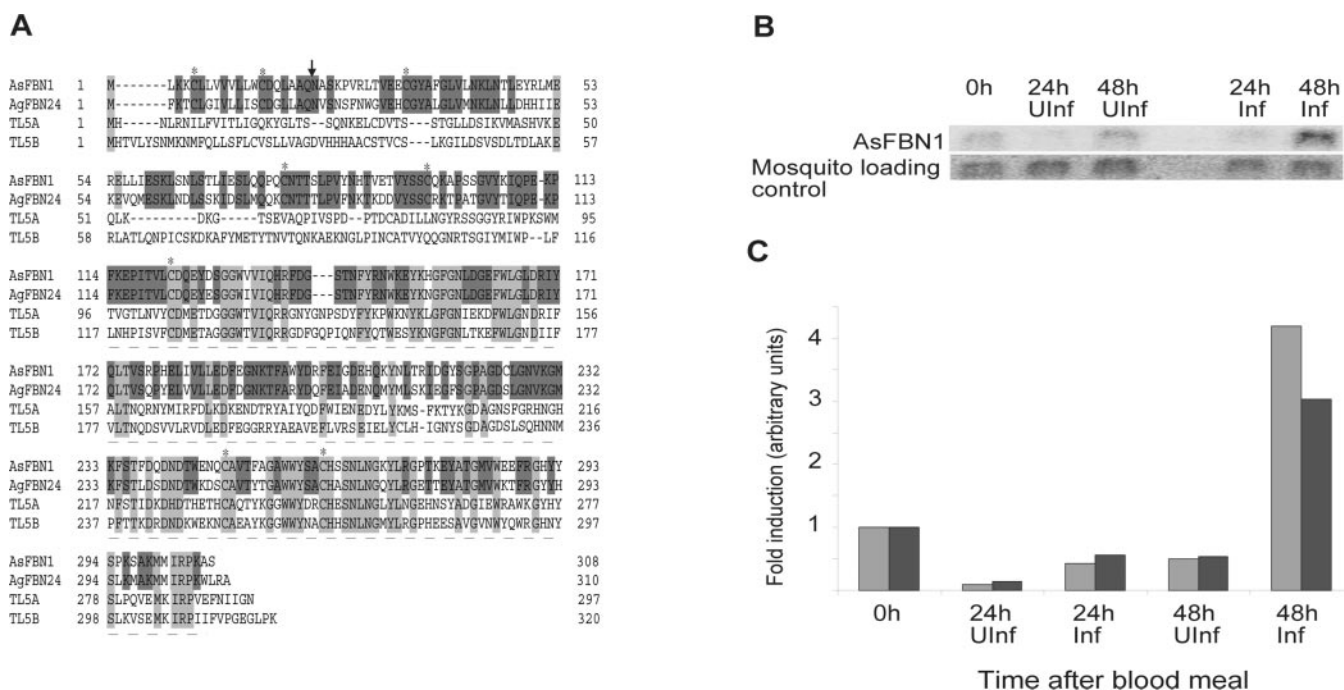 A
AsFBN1 1 M-------LKKCLLVVVLLWCDQLAAQNASKPVRLTVEECGYAFGLVLNKLNTLEYRLME 53
AgFBN24 1 M-------FKTCLGIVLLISCDGLLAQNVSNSFNWGVEHCGYALGLVMNKLNLLDHHIIE 53
TL5A 1 MH-----NLRNILFVITLIGQKYGLTS--SQNKELCDVTS---STGLLDSIKVMASHVKE 50
TL5B 1 MHTVLYSNMKNMFQLLSFLCVSLLVAGDVHHHACSTVCS---LKGILDSVSDLTDLAKE 57
AsFBN1 54 RELLIESKLSNLSTLIESLQQPQCNTTSLPVYNHTVETVYSSCQKAPSSGVYKIQPE-KP 113
AgFBN24 54 KEVQMESKLNDLSSKIDSLMQQKCNTTTLPVFNKTKDDVYSSCRKTPATGVYTIQPE-KP 113
TL5A 51 QLK---------DKG----TSEVAQPIVSPD--PTDCADILLNGYRSSGGYRIWPKSWM 95
TL5B 58 RLATLQNPICSKDKAFYMETYTNVTQNKAEKNGLPINCATVYQQGNRTSGIYMIWP--LF 116
AsFBN1 114 FKEPITVLCDQEYDSGGWVVIQHRFDG---STNFYRNWKEYKHGFGNLDGEFWLGLDRIY 171
AgFBN24 114 FKEPITVLCDQEYESGGWIVIQHRFDG---STNFYRNWKEYKNGFGNLDGEFWLGLDRIY 171
TL5A 96 TVGTLNVYCDMETDGGGWTVIQRRGNYGNPSDYFYKPWKNYKLGFGNIEKDFWLGNDRIF 156
TL5B 117 LNHPISVFCDMETAGGGWTVIQRRGDFGQPIQNFYQTWESYKNGFGNLTKEFWLGNDIIF 177
AsFBN1 172 QLTVSRPHELIVLLEDFEGNKTFAWYDRFEIGDEHQKYNLTRIDGYSGPAGDCLGNVKGM 232
AgFBN24 172 QLTVSQPYELVVLLEDFDGNKTFARYDQFEIADENQMYMLSKIEGFSGPAGDSLGNVKGM 232
TL5A 157 ALTNQRNYMIRFDLKDKENDTRYAIYQDFWIENEDYLYKMS-FKTYKGDAGNSFGRHNGH 216
TL5B 177 VLTNQDSVVLRVDLEDFEGGRRYAEAVEFLVRSEIELYCLH-IGNYSGDAGDSLSQHNNM 236
AsFBN1 233 KFSTFDQDNDTWENQCAVTFAGAWWYSACHSSNLNGKYLRGPTKEYATGMVWEEFRGHYY 293
AgFBN24 233 KFSTLDSDNDTWKDSCAVTYTGAWWYSACHASNLNGQYLRGETTEYATGMVWKTFRGYYH 293
TL5A 217 NFSTIDKDHDTHETHCAQTYKGGWWYDRCHESNLNGLYLNGEHNSYADGIEWRAWKGYHY 277
TL5B 237 PFTTKDRDNDKWEKNCAEAYKGGWWYNACHHSNLNGMYLRGPHEESAVGVNWYQWRGHNY 297
AsFBN1 294 SPKSAKMMIRPKAS 308
AgFBN24 294 SLKMAKMMIRPKWLRA 310
TL5A 278 SLPQVEMKIRPVEFNIIGN 297
TL5B 298 SLKVSEMKIRPIIFVPGEGLPK 320
B
0h 24h UInf 48h UInf 24h Inf 48h Inf
AsFBN1
Mosquito loading control
C
Fold induction (arbitrary units)
4
3
2
1
0h 24h UInf 24h Inf 48h UInf 48h Inf
Time after blood meal